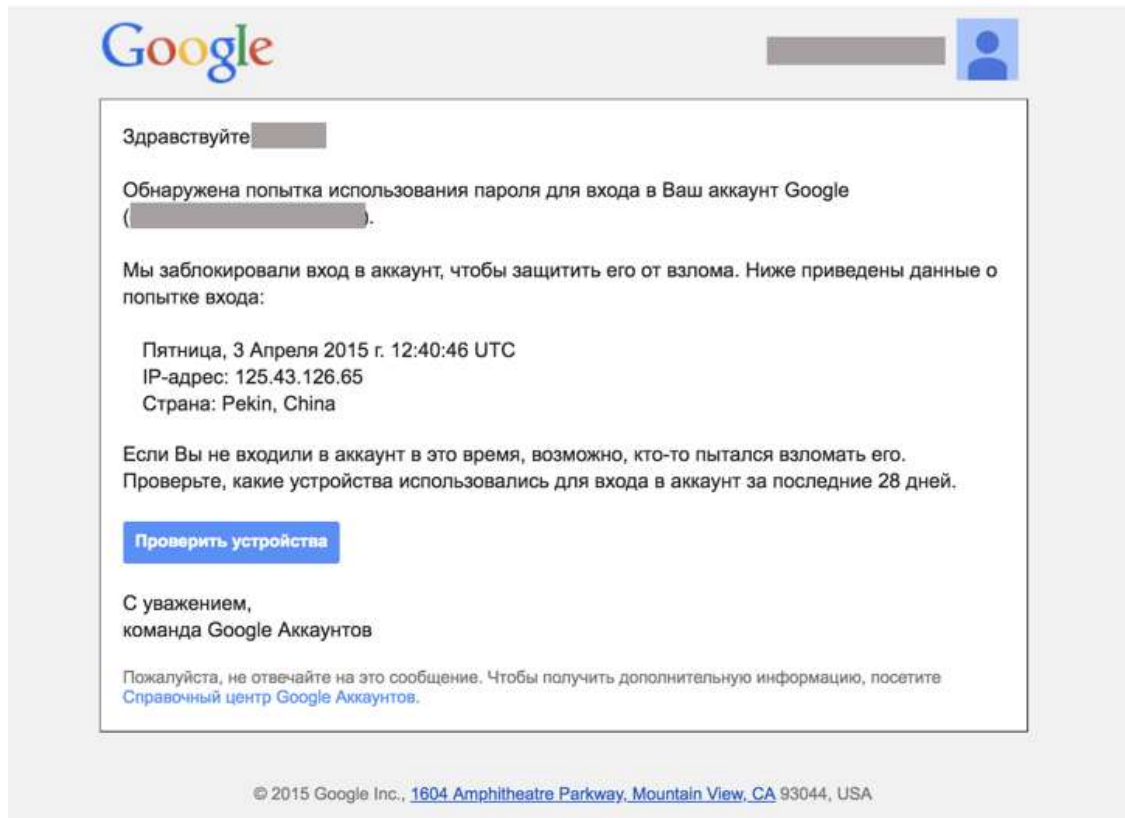 Google
Здравствуйте
Обнаружена попытка использования пароля для входа в Ваш аккаунт Google
( ).
Мы заблокировали вход в аккаунт, чтобы защитить его от взлома. Ниже приведены данные о
попытке входа:
Пятница, 3 Апреля 2015 г. 12:40:46 UTC
IP-адрес: 125.43.126.65
Страна: Pekin, China
Если Вы не входили в аккаунт в это время, возможно, кто-то пытался взломать его.
Проверьте, какие устройства использовались для входа в аккаунт за последние 28 дней.
Проверить устройства
С уважением,
команда Google Аккаунтов
Пожалуйста, не отвечайте на это сообщение. Чтобы получить дополнительную информацию, посетите
Справочный центр Google Аккаунтов.
© 2015 Google Inc., 1604 Amphitheatre Parkway, Mountain View, CA 93044, USA